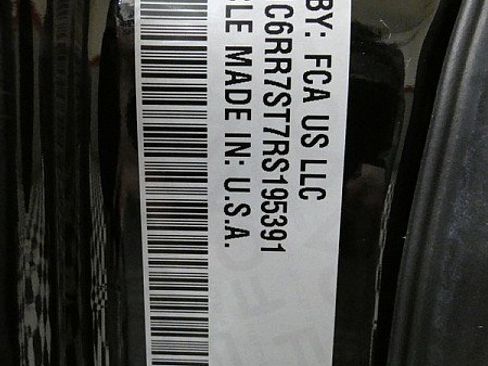 BY: FCA US LLC
C6RR7ST7RS195391
LE MADE IN: U.S.A.